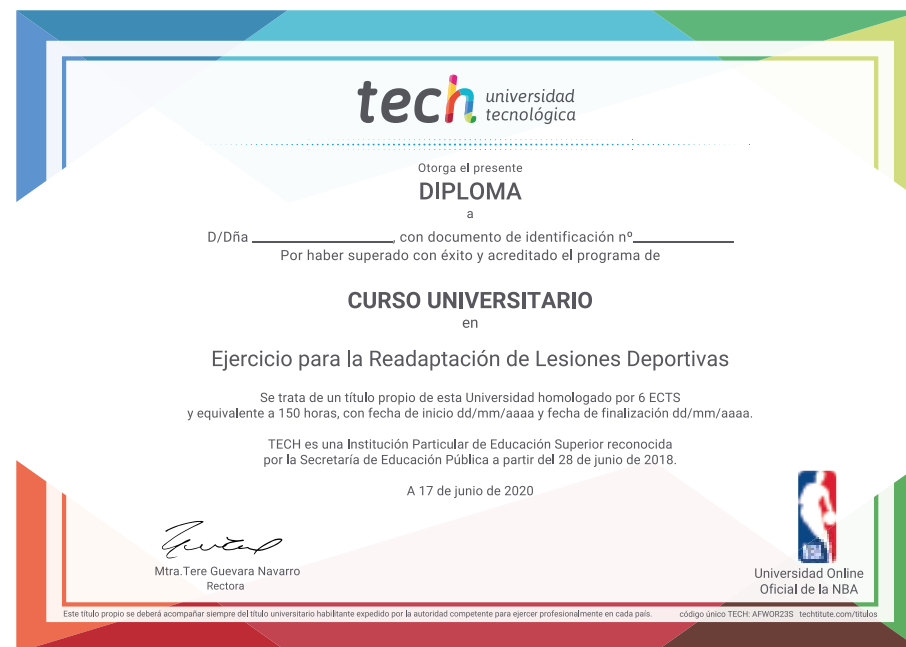 tech universidad
tecnológica
Otorga el presente
DIPLOMA
a
D/Dña ____________________, con documento de identificación nº______________
Por haber superado con éxito y acreditado el programa de
CURSO UNIVERSITARIO
en
Ejercicio para la Readaptación de Lesiones Deportivas
Se trata de un título propio de esta Universidad homologado por 6 ECTS
y equivalente a 150 horas, con fecha de inicio dd/mm/aaaa y fecha de finalización dd/mm/aaaa.
TECH es una Institución Particular de Educación Superior reconocida
por la Secretaría de Educación Pública a partir del 28 de junio de 2018.
A 17 de junio de 2020
Mtra.Tere Guevara Navarro
Rectora
NBA
Universidad Online
Oficial de la NBA
Este título propio se deberá acompañar siempre del título universitario habilitante expedido por la autoridad competente para ejercer profesionalmente en cada país.
código único TECH: AFWOR23S techtitute.com/titulos